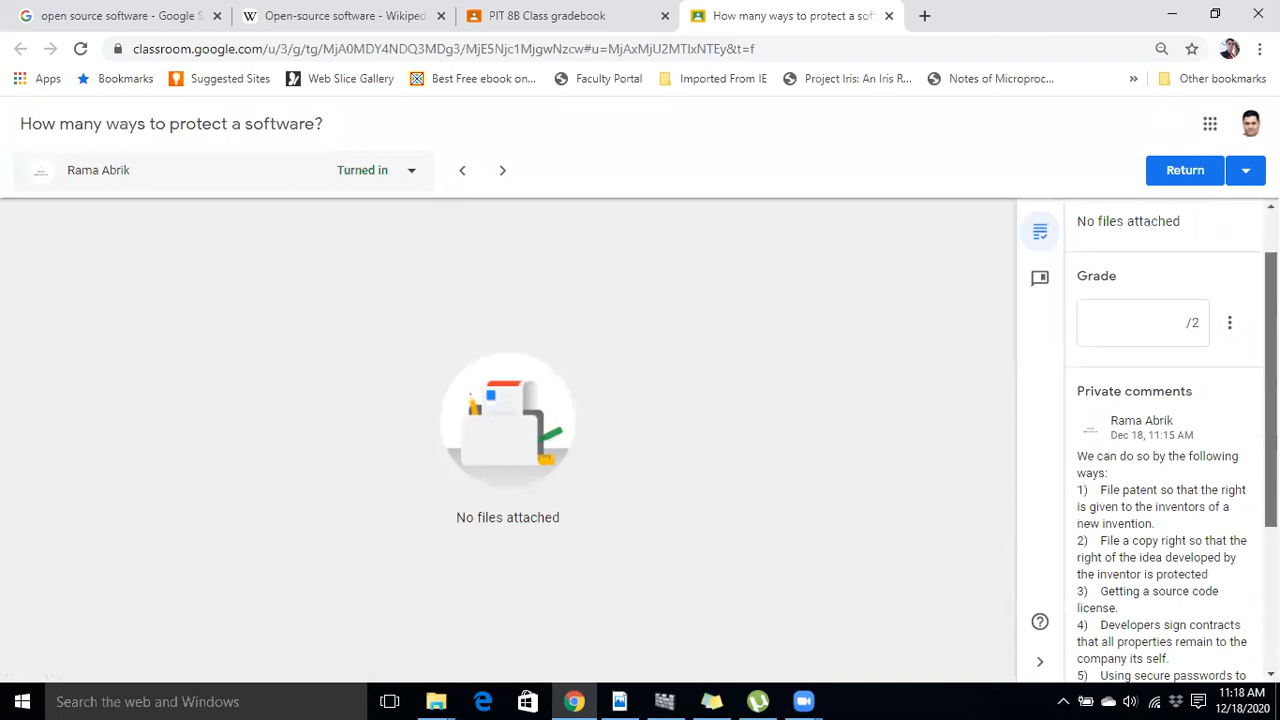 open source software - Google S
Open-source software - Wikiped
PIT 8B Class gradebook
How many ways to protect a soft
classroom.google.com/u/3/g/tg/MjA0MDY4NDQ3MDg3/MjE5Njc1MjgwNzcw#u=MjAxMjU2MTIxNTEy&t=f
Apps
Bookmarks
Suggested Sites
Web Slice Gallery
Best Free ebook on...
Faculty Portal
Imported From IE
Project Iris: An Iris R...
Notes of Microproc...
»
Other bookmarks
How many ways to protect a software?
Rama Abrik
Turned in
Return
No files attached
Grade
/2
Private comments
Rama Abrik
Dec 18, 11:15 AM
We can do so by the following
ways:
1) File patent so that the right
is given to the inventors of a
new invention.
2) File a copy right so that the
right of the idea developed by
the inventor is protected
3) Getting a source code
license.
4) Developers sign contracts
that all properties remain to the
company its self.
5) Using secure passwords to
No files attached
Search the web and Windows
11:18 AM
12/18/2020